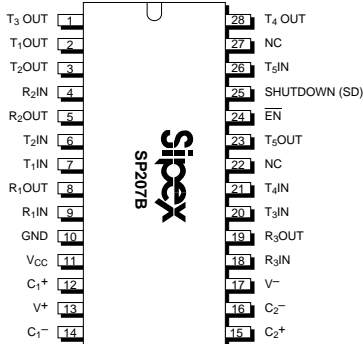 T₃ OUT 1 28 T₄ OUT
T₁OUT 2 27 NC
T₂OUT 3 26 T₅IN
R₂IN 4 25 SHUTDOWN (SD)
R₂OUT 5 24 E̅N̅
T₂IN 6 23 T₅OUT
T₁IN 7 22 NC
R₁OUT 8 21 T₄IN
R₁IN 9 20 T₃IN
GND 10 19 R₃OUT
VCC 11 18 R₃IN
C₁+ 12 17 V–
V+ 13 16 C₂–
C₁– 14 15 C₂+
Sipex
SP207B